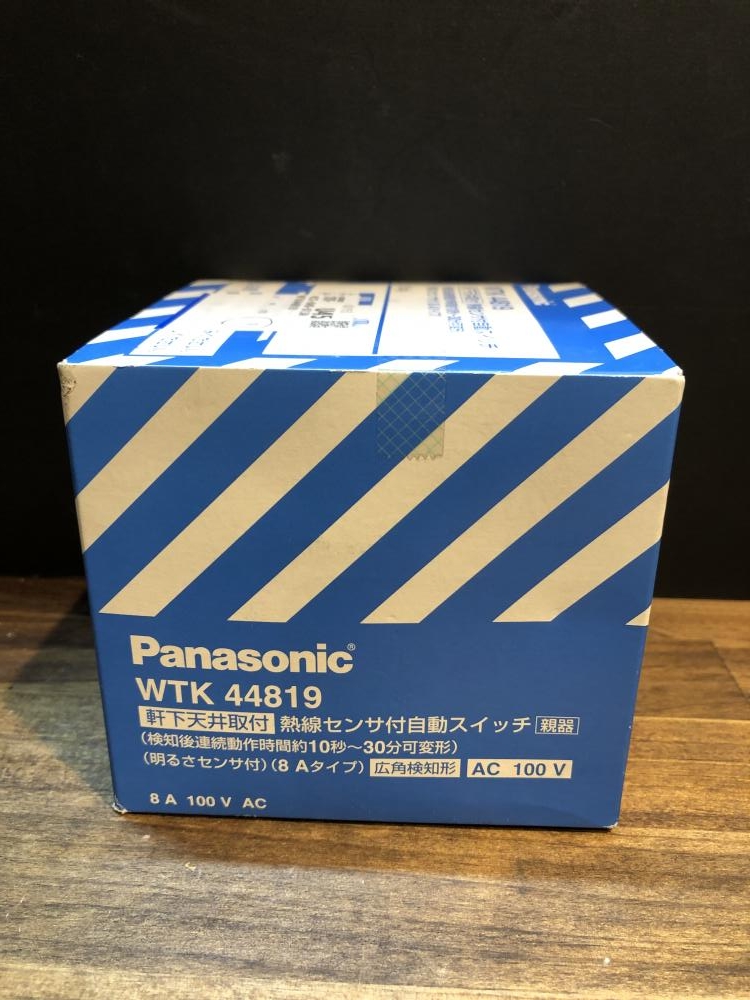 Panasonic®
WTK 44819
軒下天井取付 熱線センサ付自動スイッチ 親器
(検知後連続動作時間約10秒～30分可変形)
(明るさセンサ付)(8 Aタイプ) 広角検知形 AC 100 V
8 A 100 V AC